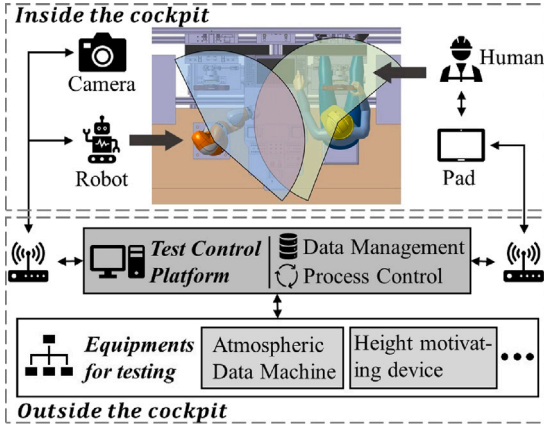 Inside the cockpit
Camera
Human
Robot
Pad
Test Control
Platform
Data Management
Process Control
Equipments
for testing
Atmospheric
Data Machine
Height motivat-
ing device
Outside the cockpit